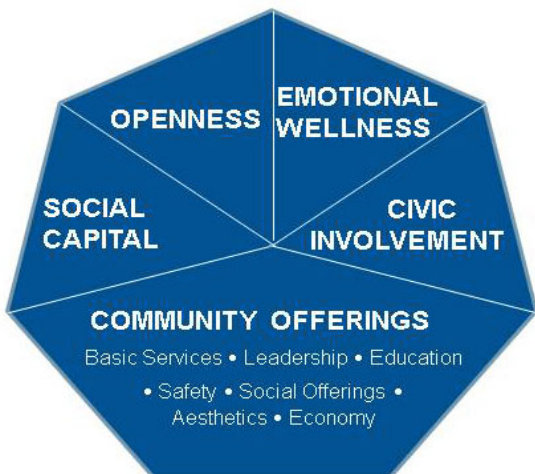 OPENNESS
EMOTIONAL
WELLNESS
SOCIAL
CAPITAL
CIVIC
INVOLVEMENT
COMMUNITY OFFERINGS
Basic Services • Leadership • Education
• Safety • Social Offerings •
Aesthetics • Economy